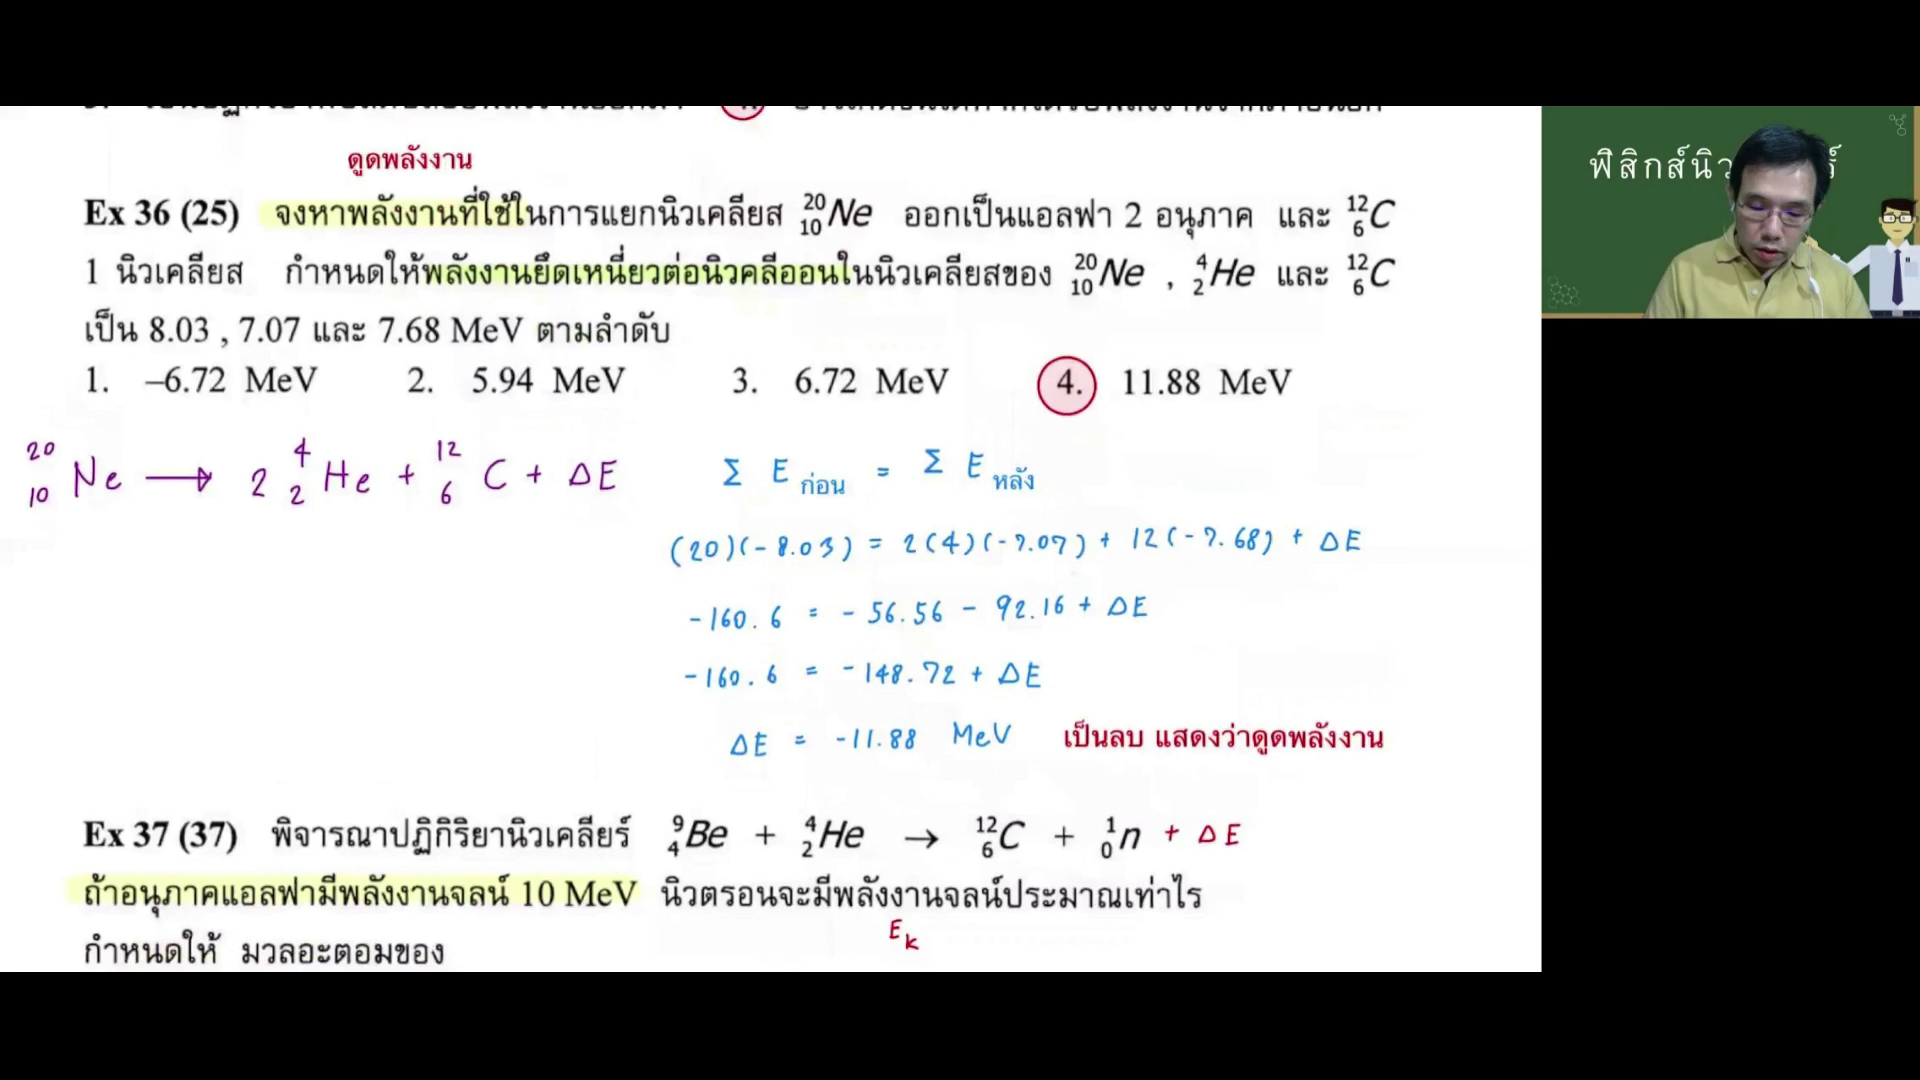 ดูดพลังงาน
Ex 36 (25) จงหาพลังงานที่ใช้ในการแยกนิวเคลียส ²⁰₁₀Ne ออกเป็นแอลฟา 2 อนุภาค และ ¹²₆C
1 นิวเคลียส กำหนดให้พลังงานยึดเหนี่ยวต่อนิวคลีออนในนิวเคลียสของ ²⁰₁₀Ne , ⁴₂He และ ¹²₆C
เป็น 8.03 , 7.07 และ 7.68 MeV ตามลำดับ
1. –6.72 MeV 2. 5.94 MeV 3. 6.72 MeV 4. 11.88 MeV
²⁰₁₀Ne → 2 ⁴₂He + ¹²₆C + ΔE
Σ E ก่อน = Σ E หลัง
(20)(-8.03) = 2(4)(-7.07) + 12(-7.68) + ΔE
-160.6 = -56.56 - 92.16 + ΔE
-160.6 = -148.72 + ΔE
ΔE = -11.88 MeV เป็นลบ แสดงว่าดูดพลังงาน
Ex 37 (37) พิจารณาปฏิกิริยานิวเคลียร์ ⁹₄Be + ⁴₂He → ¹²₆C + ¹₀n + ΔE
ถ้าอนุภาคแอลฟามีพลังงานจลน์ 10 MeV นิวตรอนจะมีพลังงานจลน์ประมาณเท่าไร
Eₖ
กำหนดให้ มวลอะตอมของ
ฟิสิกส์นิว